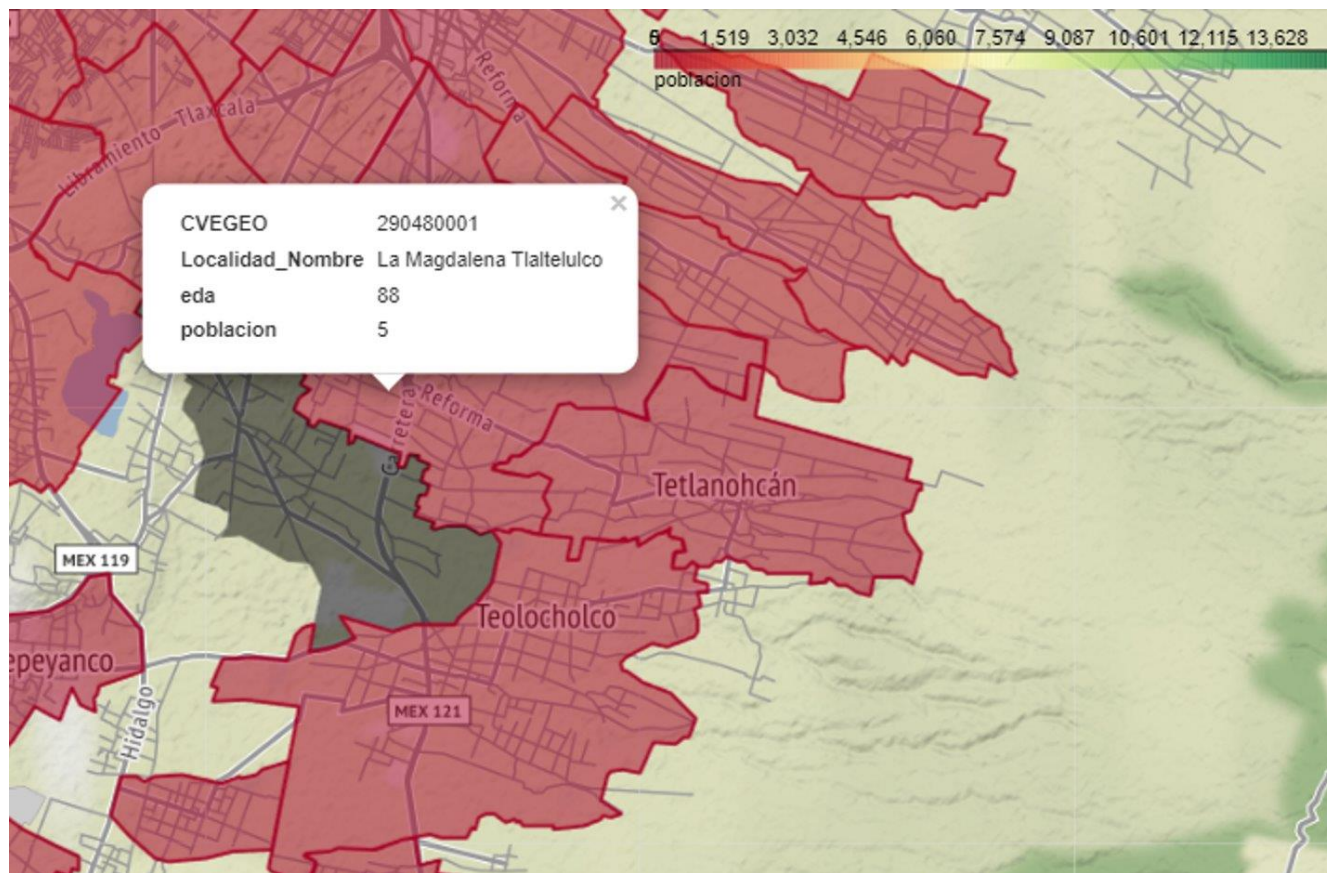 6 1,519 3,032 4,546 6,060 7,574 9,087 10,601 12,115 13,628
poblacion
Reforma
Libramiento Tlaxcala
CVEGEO 290480001
Localidad_Nombre La Magdalena Tlaltelulco
eda 88
poblacion 5
×
Carretera
Reforma
Tetlanohcán
MEX 119
Teolocholco
epeyanco
MEX 121
Hidalgo